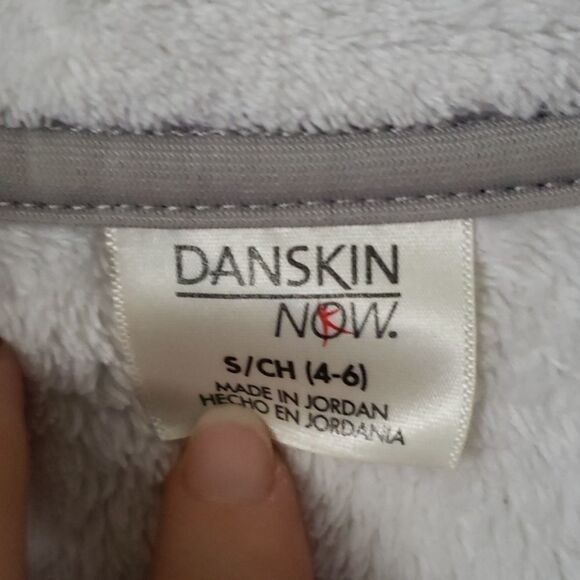 DANSKIN
NOW.
S/CH (4-6)
MADE IN JORDAN
HECHO EN JORDANIA